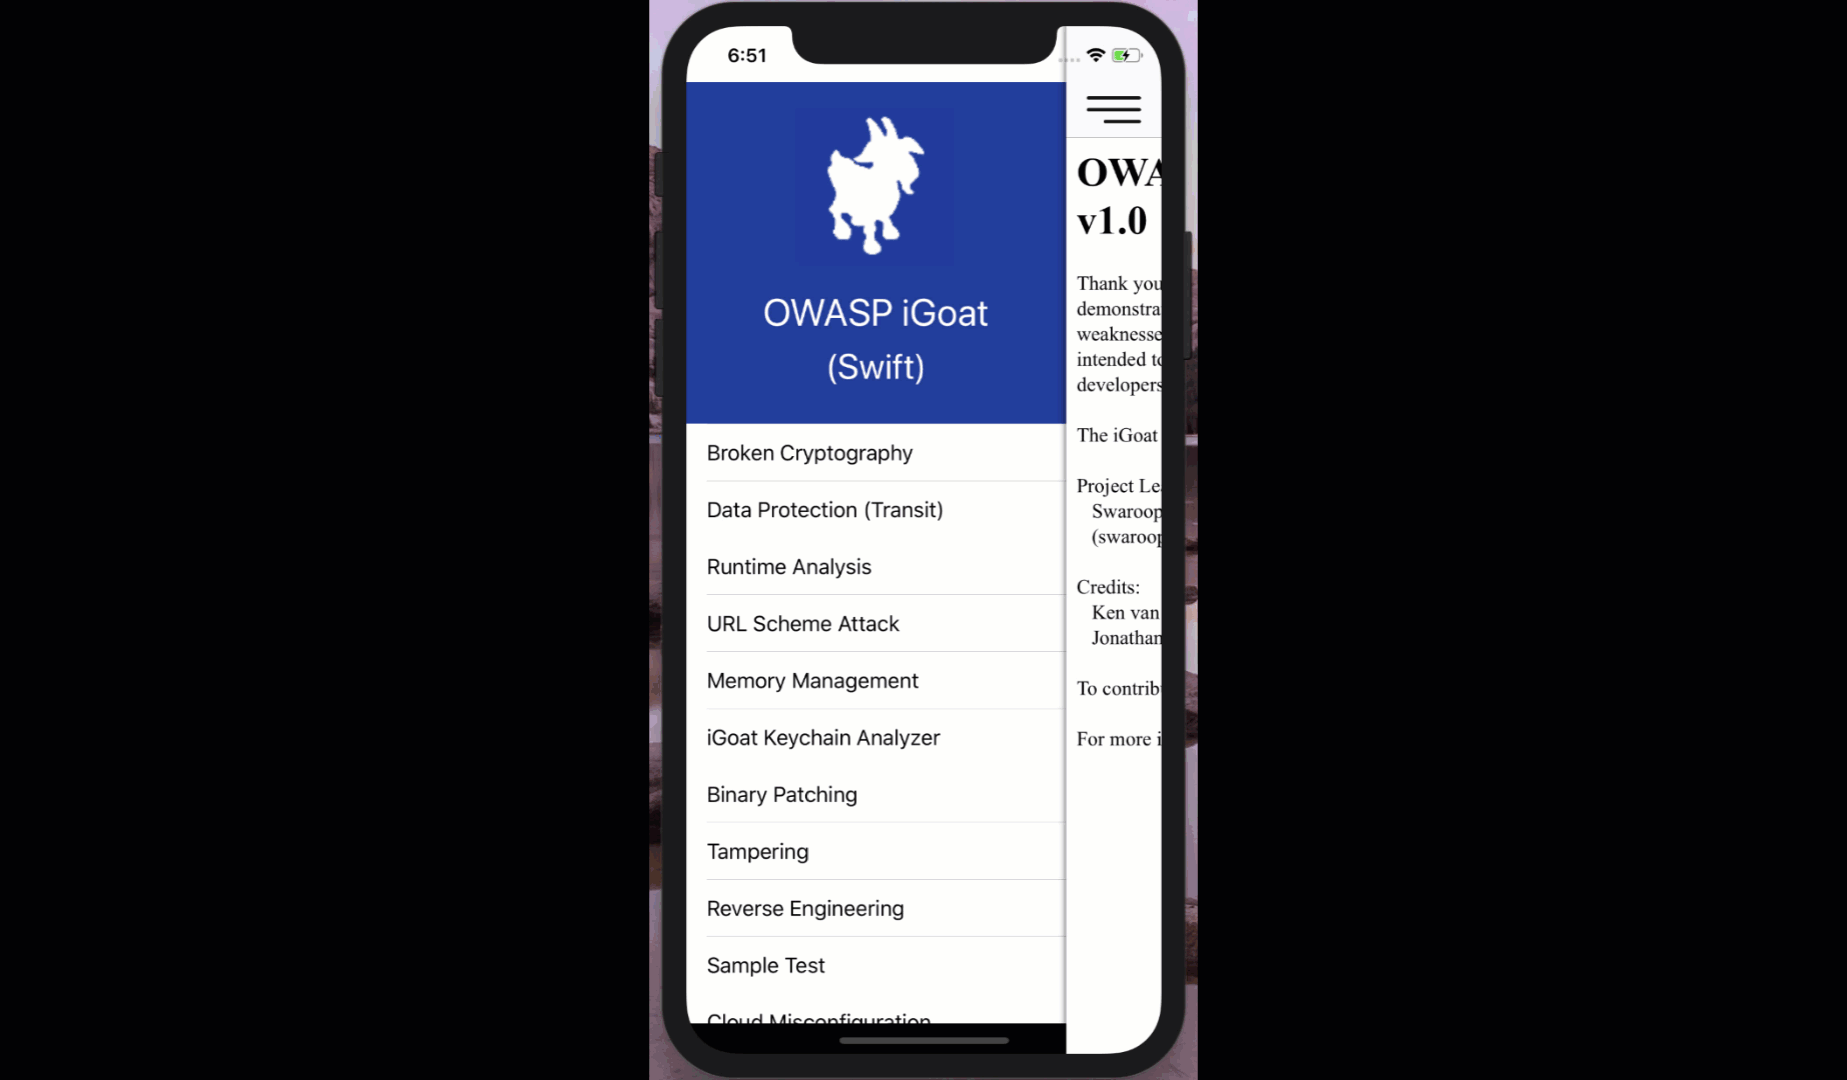 6:51
OWASP iGoat
(Swift)
Broken Cryptography
Data Protection (Transit)
Runtime Analysis
URL Scheme Attack
Memory Management
iGoat Keychain Analyzer
Binary Patching
Tampering
Reverse Engineering
Sample Test
Cloud Misconfiguration
OWA
v1.0
Thank you
demonstra
weaknesse
intended to
developers
The iGoat
Project Le
Swaroop
(swaroop
Credits:
Ken van
Jonathan
To contrib
For more i